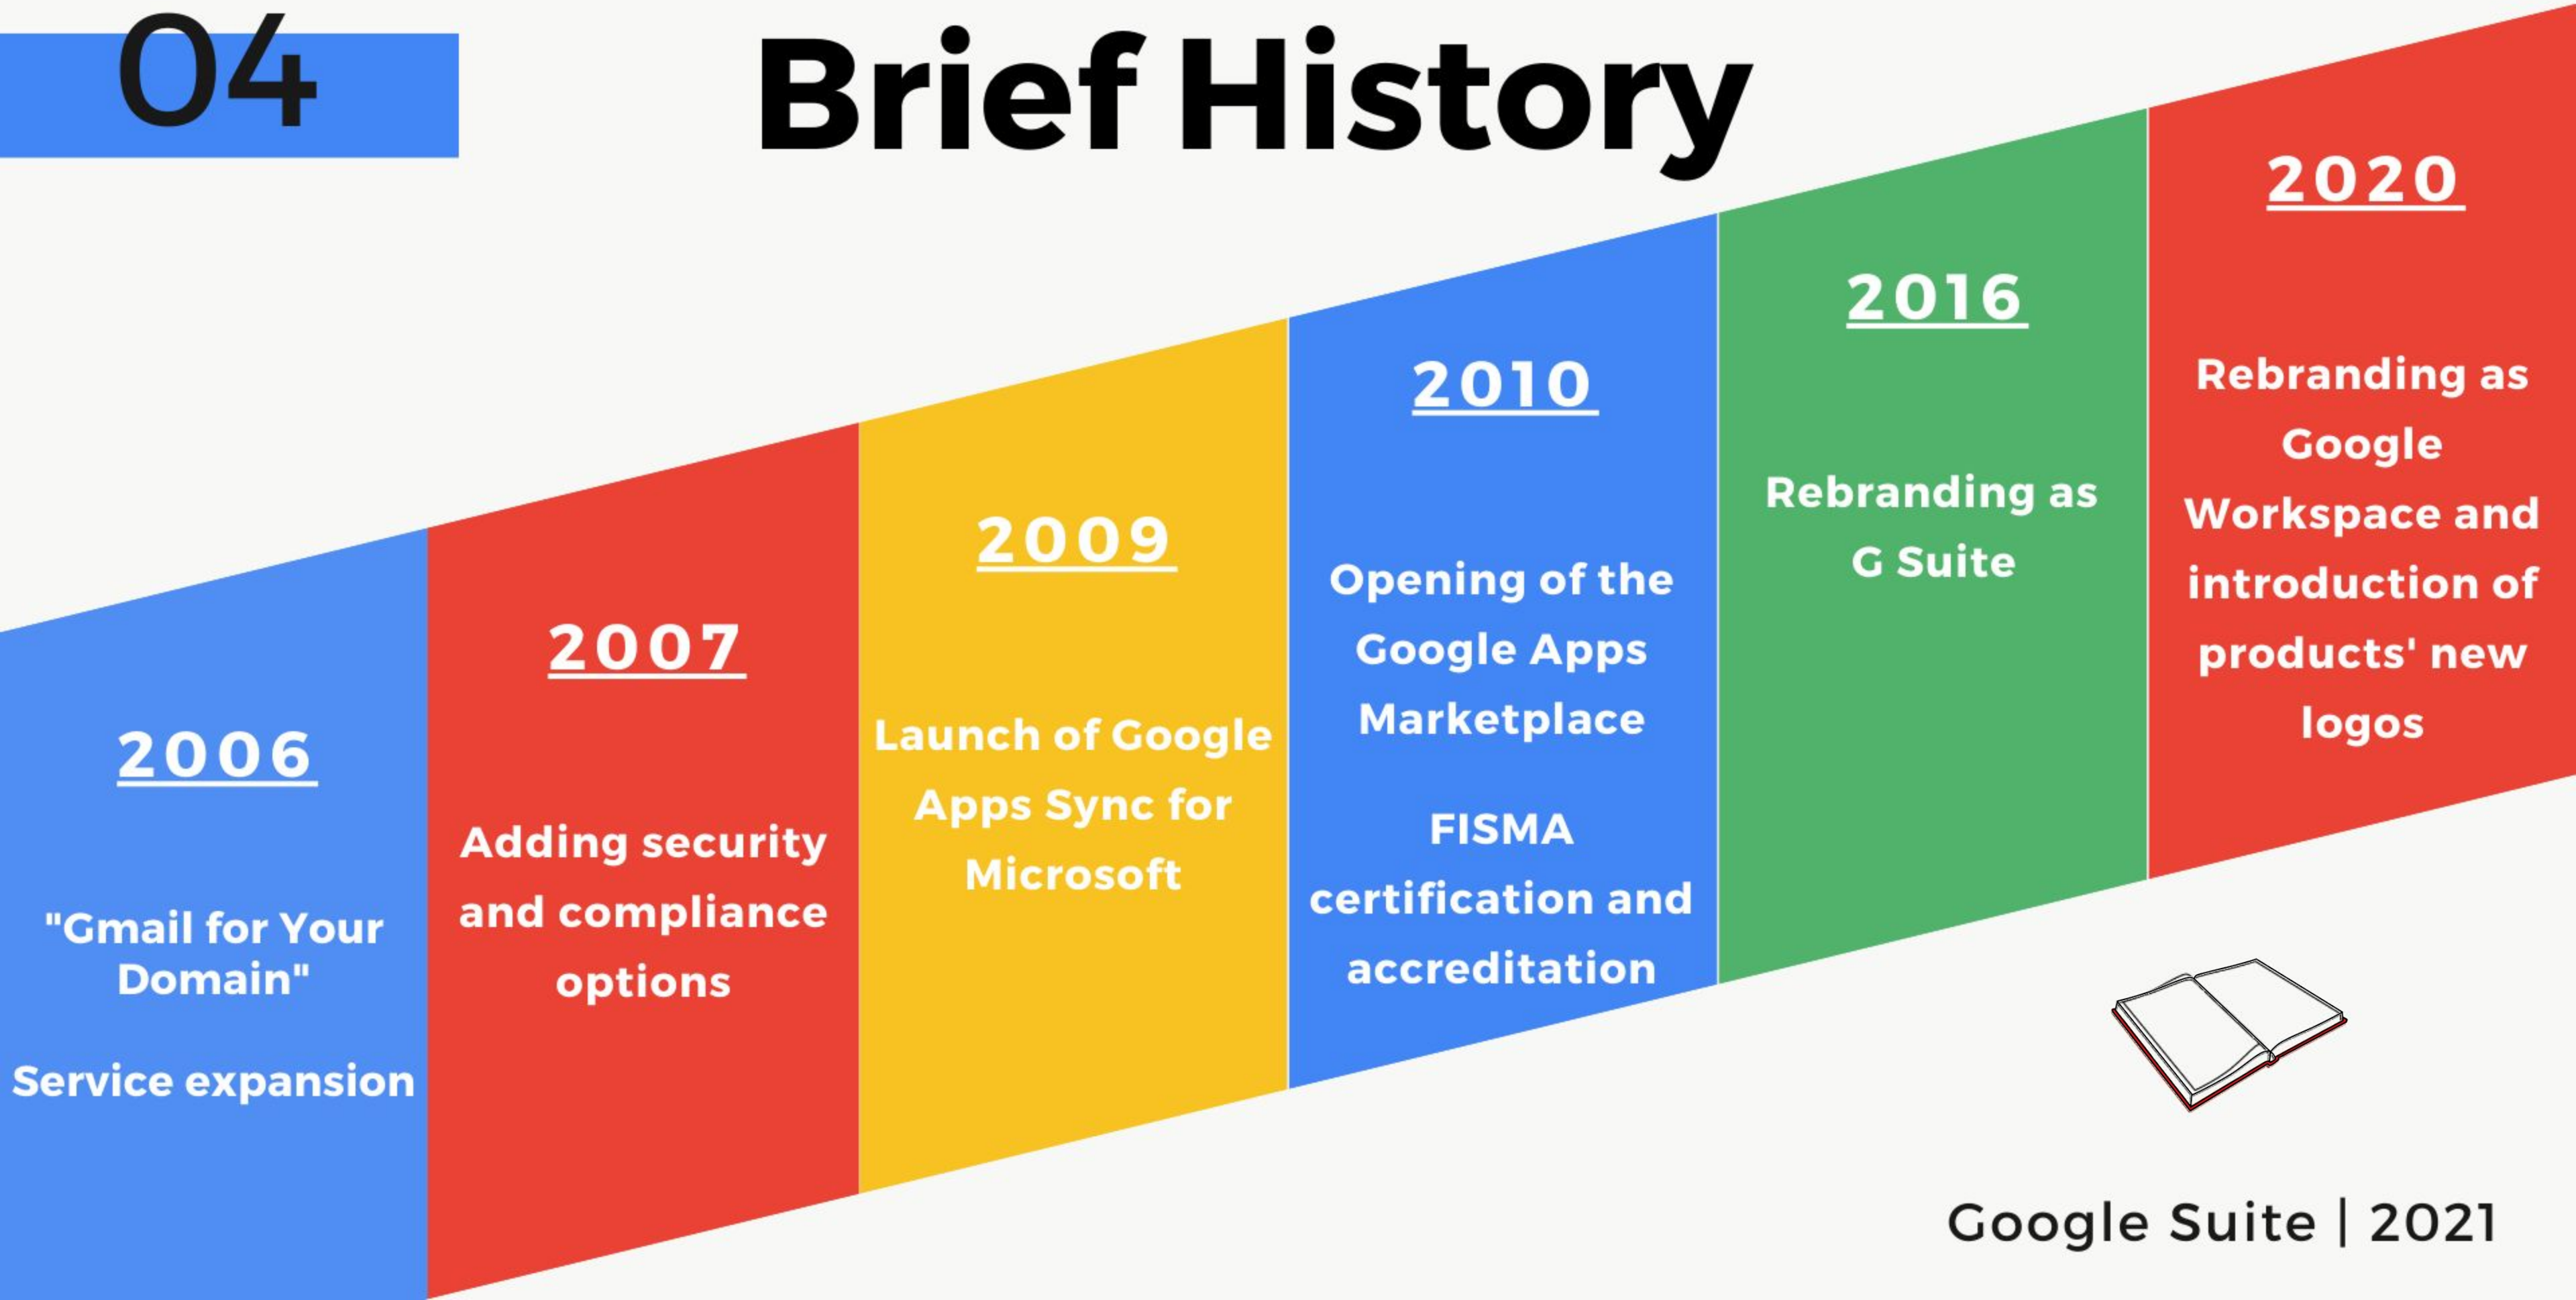 04
Brief History
2006
"Gmail for Your
Domain"
Service expansion
2007
Adding security
and compliance
options
2009
Launch of Google
Apps Sync for
Microsoft
2010
Opening of the
Google Apps
Marketplace
FISMA
certification and
accreditation
2016
Rebranding as
G Suite
2020
Rebranding as
Google
Workspace and
introduction of
products' new
logos
Google Suite | 2021